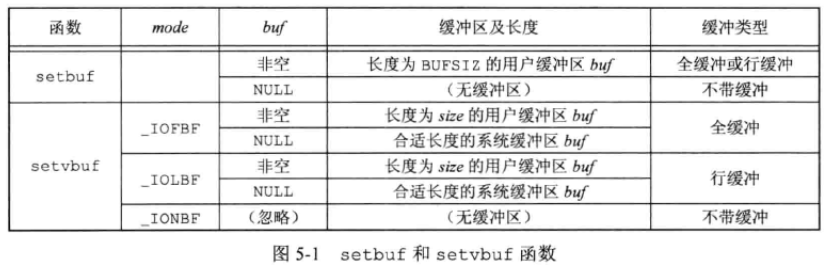 函数 mode buf 缓冲区及长度 缓冲类型
setbuf 非空 长度为 BUFSIZ 的用户缓冲区 buf 全缓冲或行缓冲
NULL （无缓冲区） 不带缓冲
setvbuf _IOFBF 非空 长度为 size 的用户缓冲区 buf 全缓冲
NULL 合适长度的系统缓冲区 buf
_IOLBF 非空 长度为 size 的用户缓冲区 buf 行缓冲
NULL 合适长度的系统缓冲区 buf
_IONBF （忽略） （无缓冲区） 不带缓冲
图 5-1 setbuf 和 setvbuf 函数